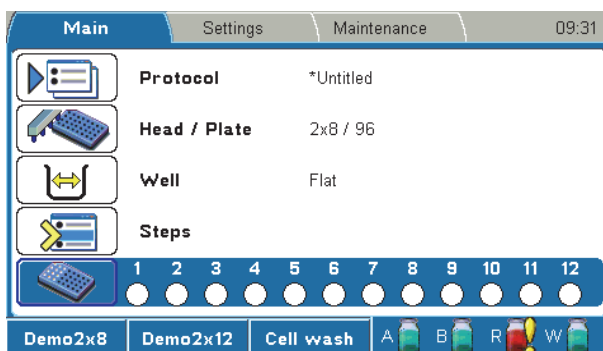 Main Settings Maintenance 09:31
Protocol *Untitled
Head / Plate 2x8 / 96
Well Flat
Steps
1 2 3 4 5 6 7 8 9 10 11 12
Demo2x8 Demo2x12 Cell wash A B R W